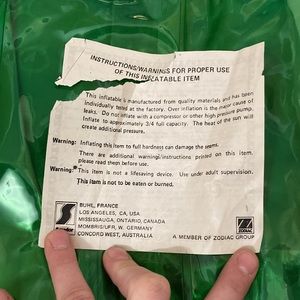 INSTRUCTIONS/WARNINGS FOR PROPER USE
OF THIS INFLATABLE ITEM
This inflatable is manufactured from quality materials and has been
individually tested at the factory. Over inflation is the major cause of
leaks. Do not inflate with a compressor or other high pressure pump.
Inflate to approximately 3/4 full capacity. The heat of the sun will
create additional pressure.
Warning: Inflating this item to full hardness can damage the seams.
There are additional warning/instructions printed on this item,
please read them before use.
Warning: This item is not a lifesaving device. Use under adult supervision.
This item is not to be eaten or burned.
BUHL, FRANCE
LOS ANGELES, CA, USA
MISSISSAUGA, ONTARIO, CANADA
MOMBRIS/UFR, W. GERMANY
CONCORD WEST, AUSTRALIA
ZODIAC
A MEMBER OF ZODIAC GROUP